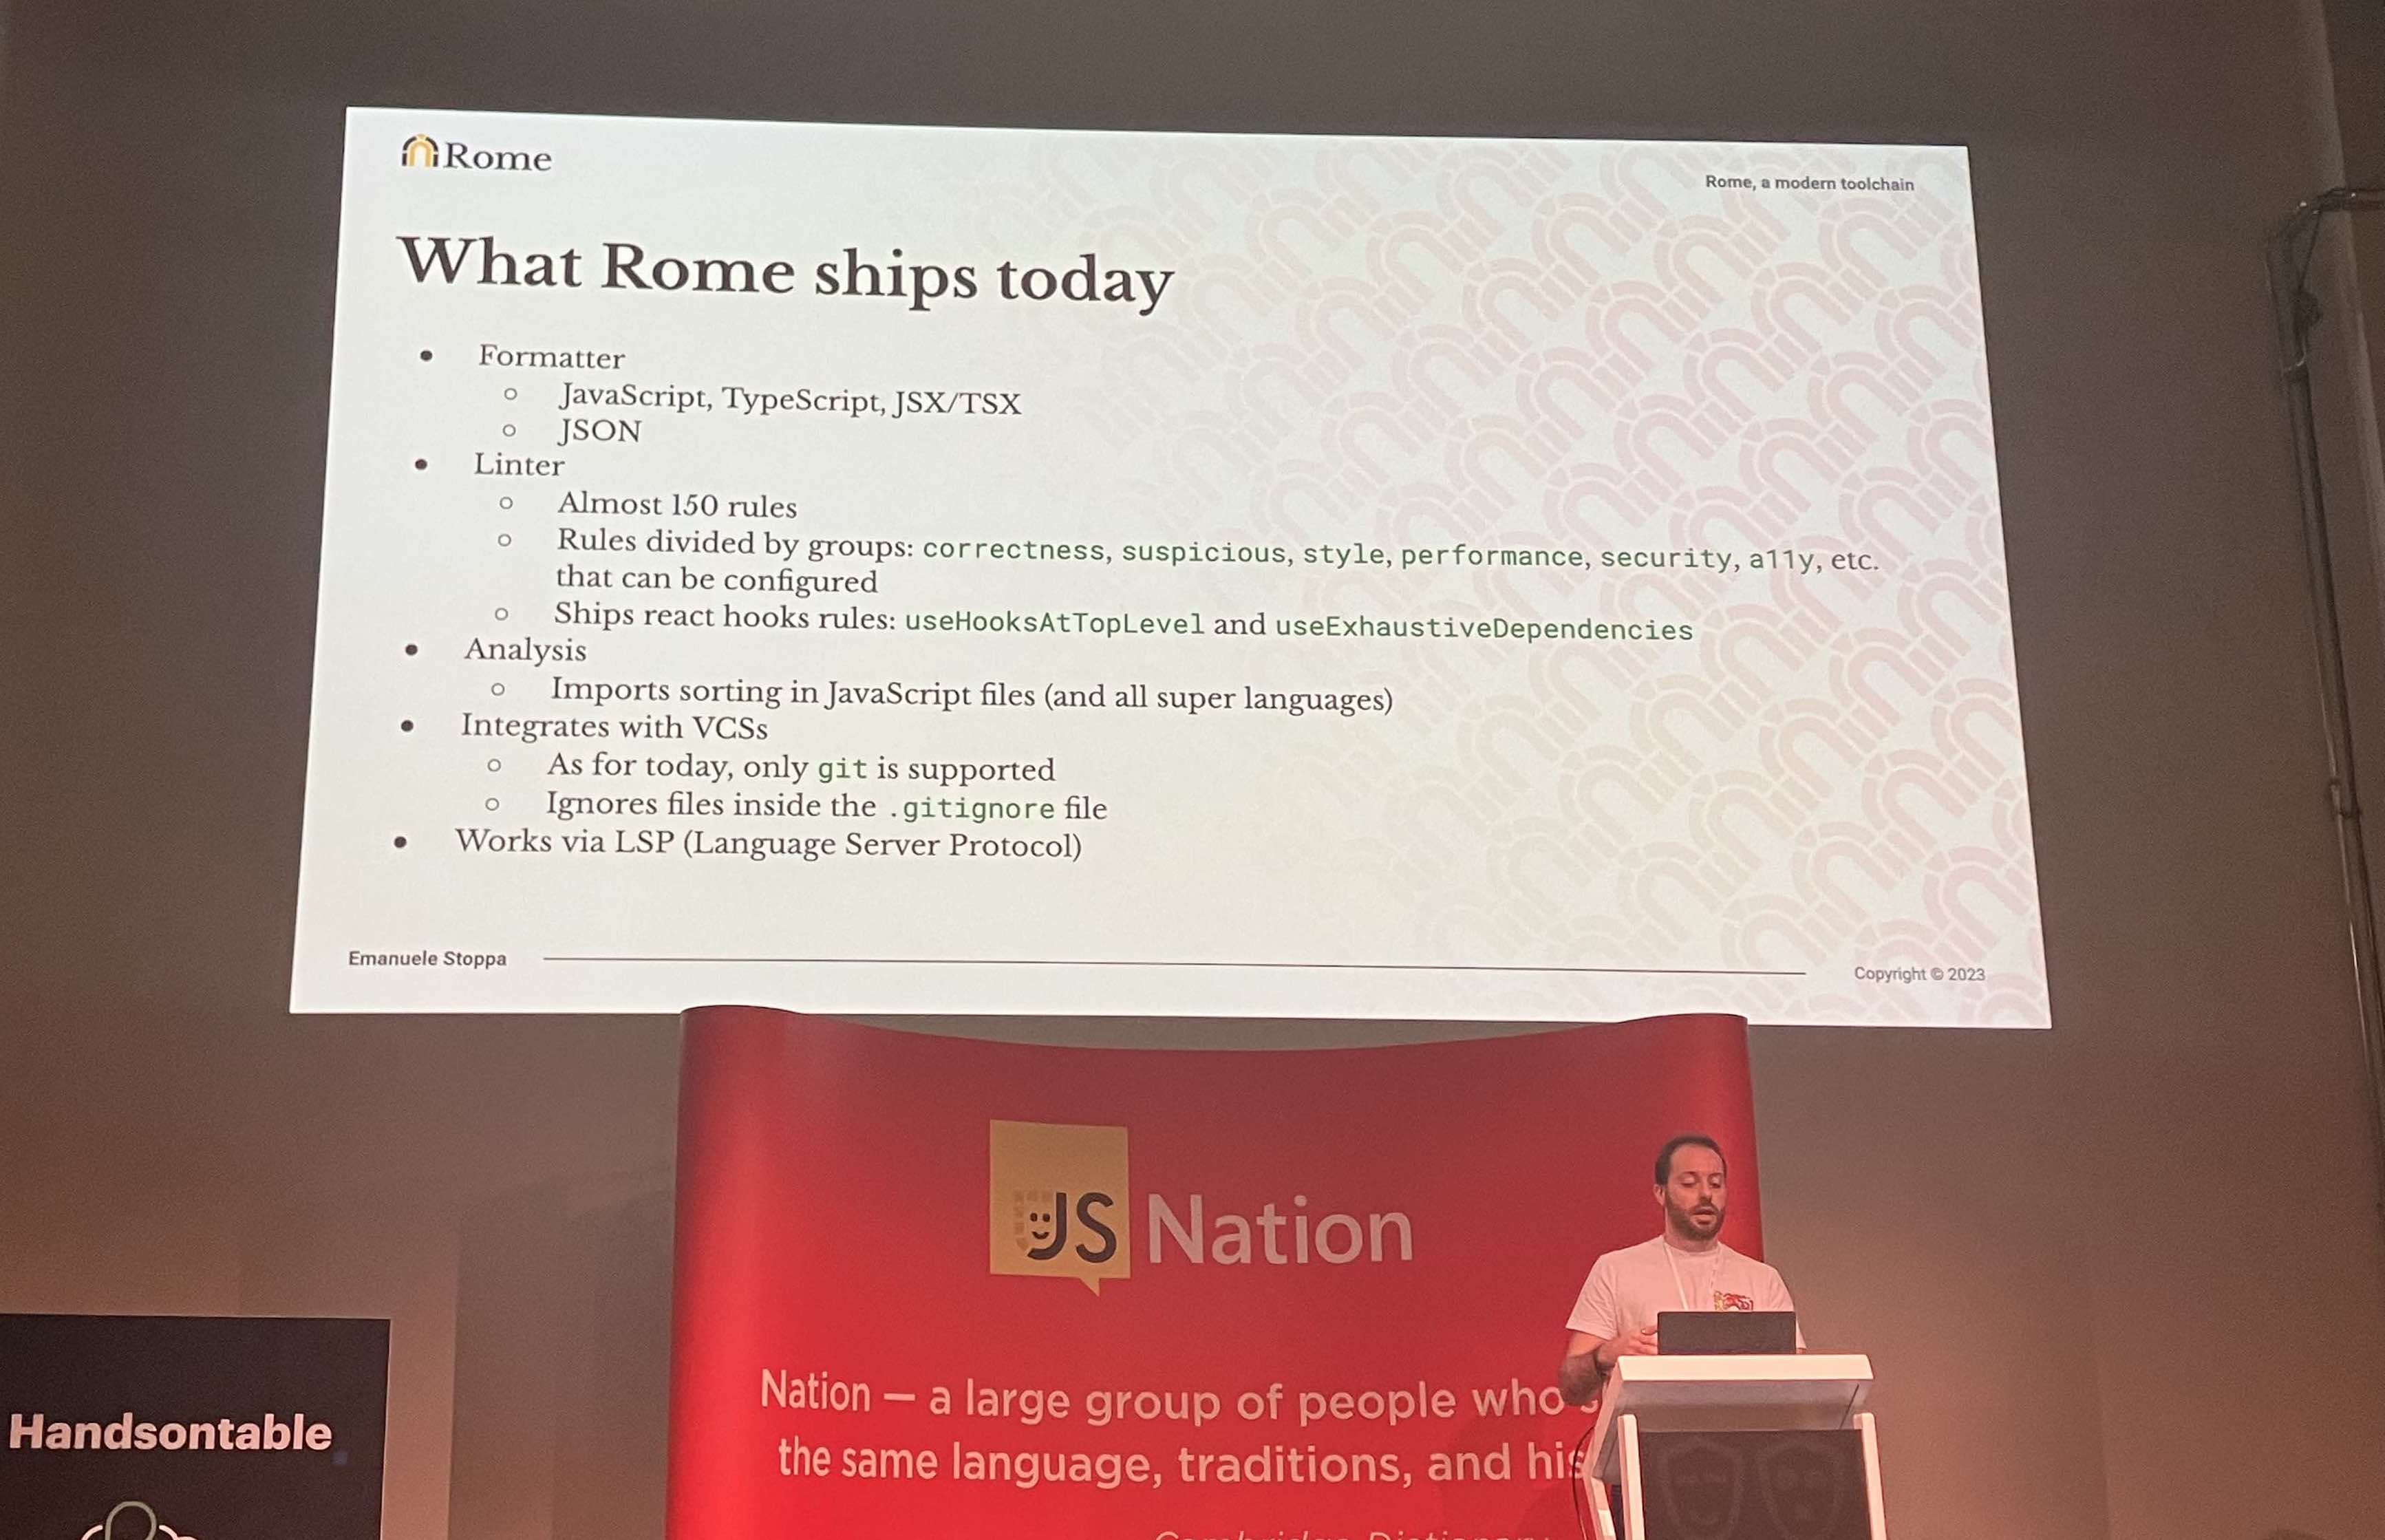 Rome
Rome, a modern toolchain
What Rome ships today
● Formatter
○ JavaScript, TypeScript, JSX/TSX
○ JSON
● Linter
○ Almost 150 rules
○ Rules divided by groups: correctness, suspicious, style, performance, security, a11y, etc.
that can be configured
○ Ships react hooks rules: useHooksAtTopLevel and useExhaustiveDependencies
● Analysis
○ Imports sorting in JavaScript files (and all super languages)
● Integrates with VCSs
○ As for today, only git is supported
○ Ignores files inside the .gitignore file
● Works via LSP (Language Server Protocol)
Emanuele Stoppa
Copyright © 2023
JS Nation
Nation — a large group of people who
the same language, traditions, and his
Handsontable